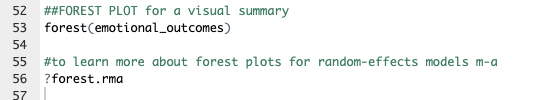 52 ##FOREST PLOT for a visual summary
53 forest(emotional_outcomes)
54
55 #to learn more about forest plots for random-effects models m-a
56 ?forest.rma
57